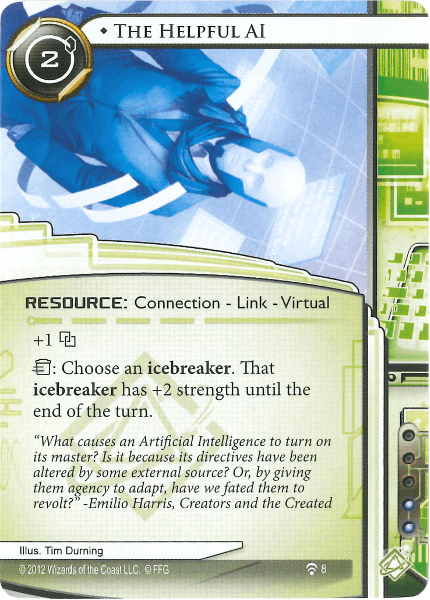 2
THE HELPFUL AI
RESOURCE: Connection - Link - Virtual
+1
: Choose an icebreaker. That
icebreaker has +2 strength until the
end of the turn.
“What causes an Artificial Intelligence to turn on
its master? Is it because its directives have been
altered by some external source? Or, by giving
them agency to adapt, have we fated them to
revolt?” -Emilio Harris, Creators and the Created
Illus. Tim Durning
© 2012 Wizards of the Coast LLC. © FFG
8